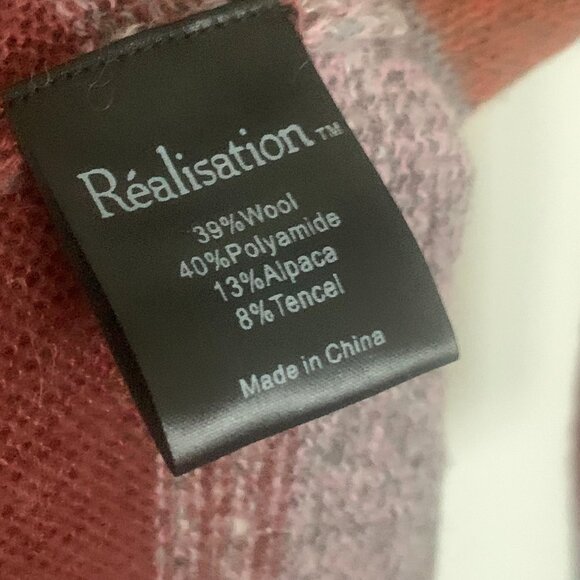 Réalisation™
39%Wool
40%Polyamide
13%Alpaca
8%Tencel
Made in China